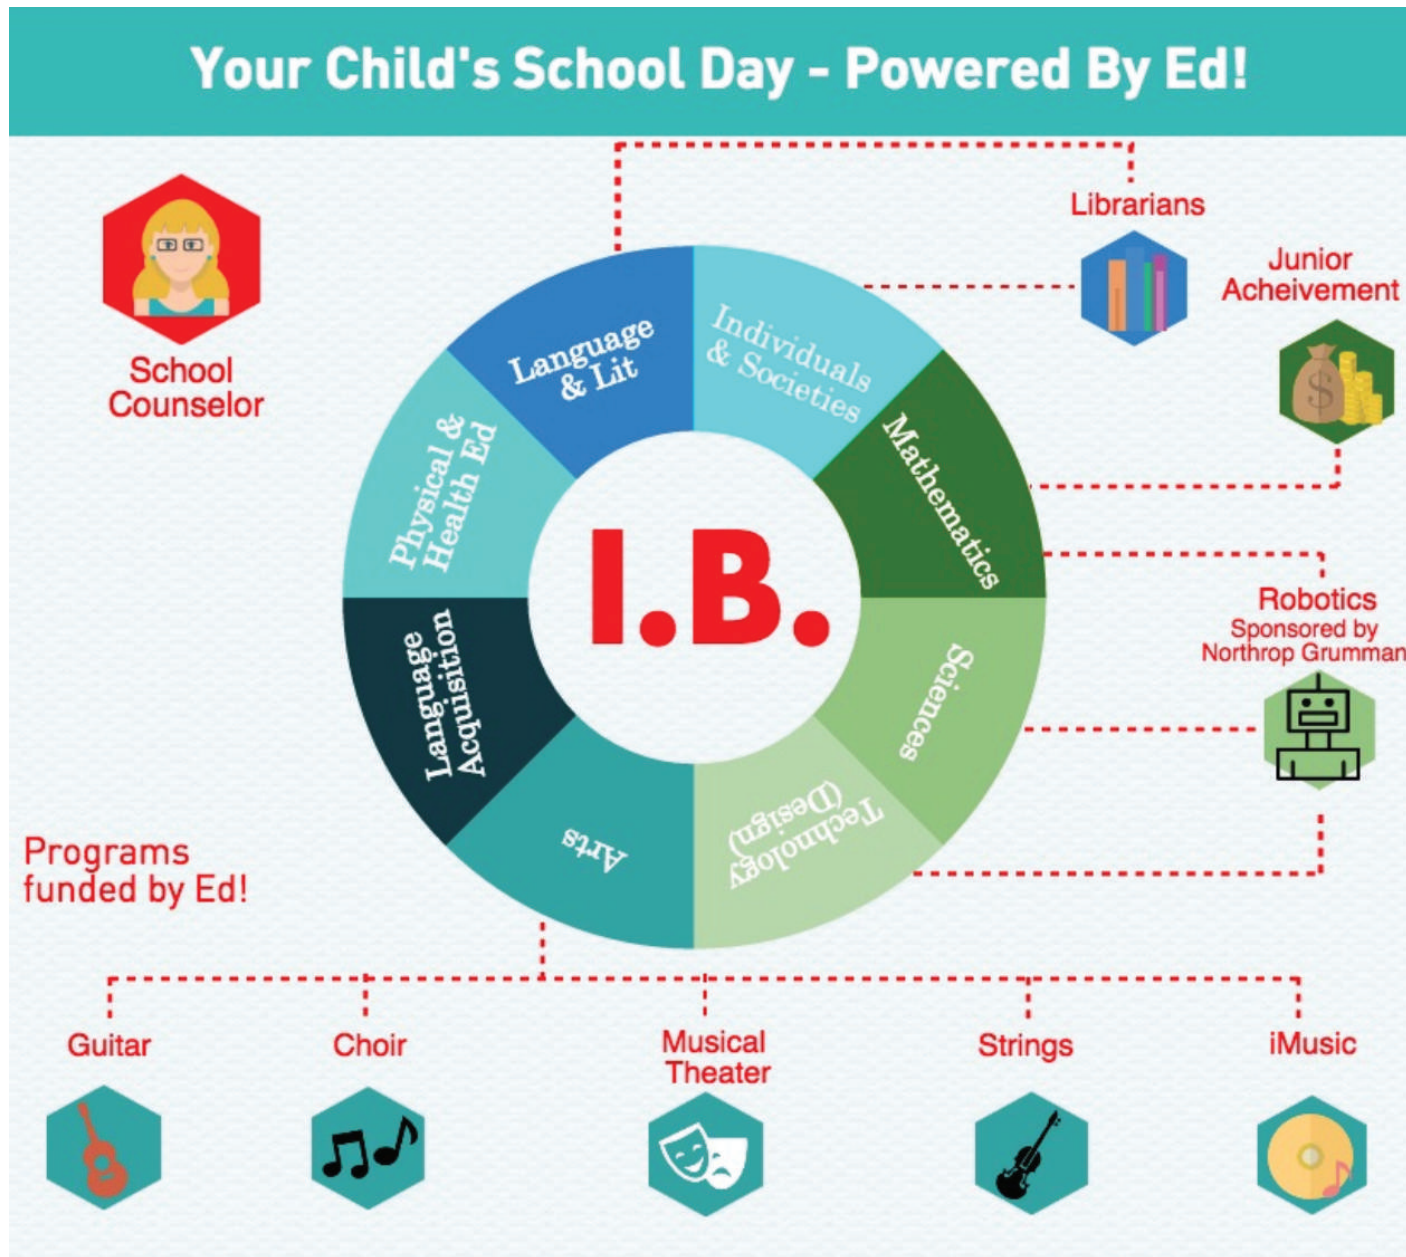 Your Child's School Day - Powered By Ed!
School
Counselor
Librarians
Junior
Acheivement
Language
& Lit
Individuals
& Societies
Mathematics
Physical &
Health Ed
I.B.
Robotics
Sponsored by
Northrop Grumman
Sciences
Language
Acquisition
Technology
(Design)
Arts
Programs
funded by Ed!
Guitar
Choir
Musical
Theater
Strings
iMusic
$